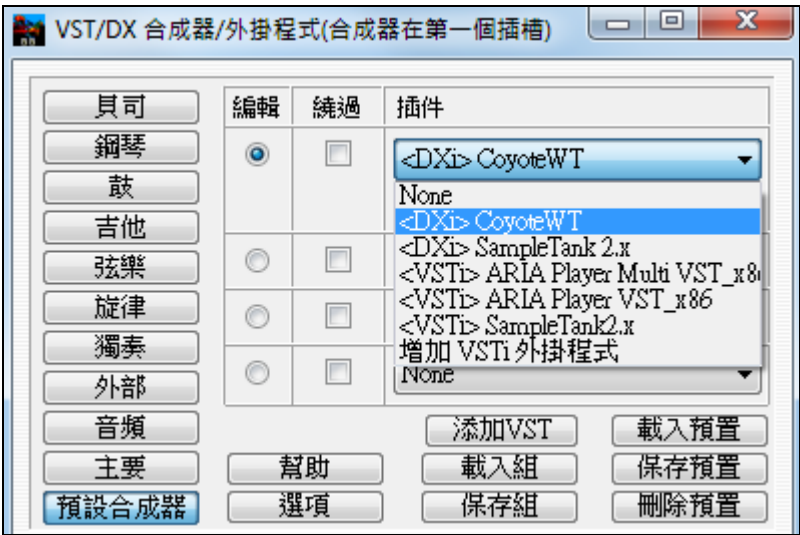 VST/DX 合成器/外掛程式(合成器在第一個插槽)
貝司
鋼琴
鼓
吉他
弦樂
旋律
獨奏
外部
音頻
主要
預設合成器
編輯 繞過 插件
<DXi> CoyoteWT
None
<DXi> CoyoteWT
<DXi> SampleTank 2.x
<VSTi> ARIA Player Multi VST_x8
<VSTi> ARIA Player VST_x86
<VSTi> SampleTank2.x
增加 VSTi 外掛程式
None
添加VST 載入預置
幫助 載入組 保存預置
選項 保存組 刪除預置